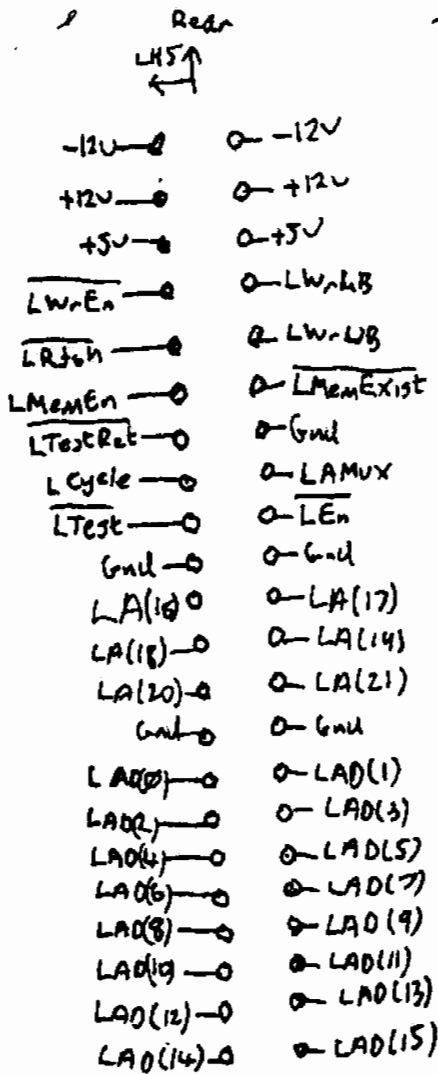 Rear
LHS
-12V -12V
+12V +12V
+5V +5V
LWrEn LWrLB
LRfsh LWrUB
LMemEn LMemExist
LTestRet Gnd
LCycle LAMUX
LTest LEn
Gnd Gnd
LA(16) LA(17)
LA(18) LA(19)
LA(20) LA(21)
Gnd Gnd
LAD(0) LAD(1)
LAD(2) LAD(3)
LAD(4) LAD(5)
LAD(6) LAD(7)
LAD(8) LAD(9)
LAD(10) LAD(11)
LAD(12) LAD(13)
LAD(14) LAD(15)